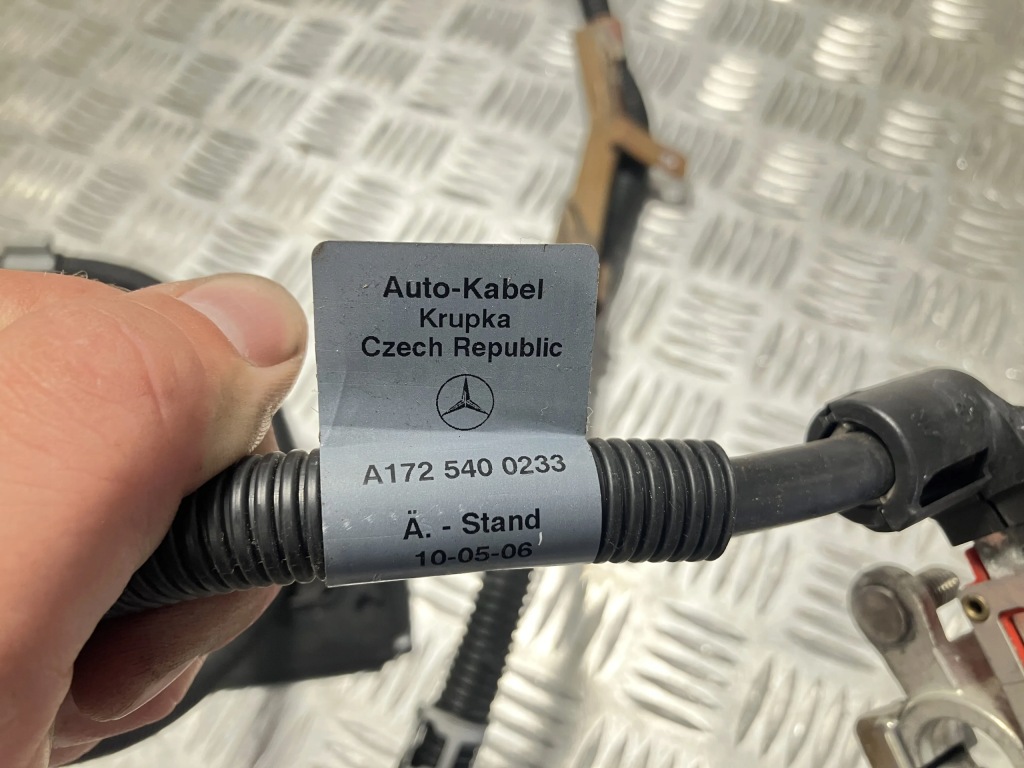 Auto-Kabel
Krupka
Czech Republic
A172 540 0233
Ä. - Stand
10-05-06